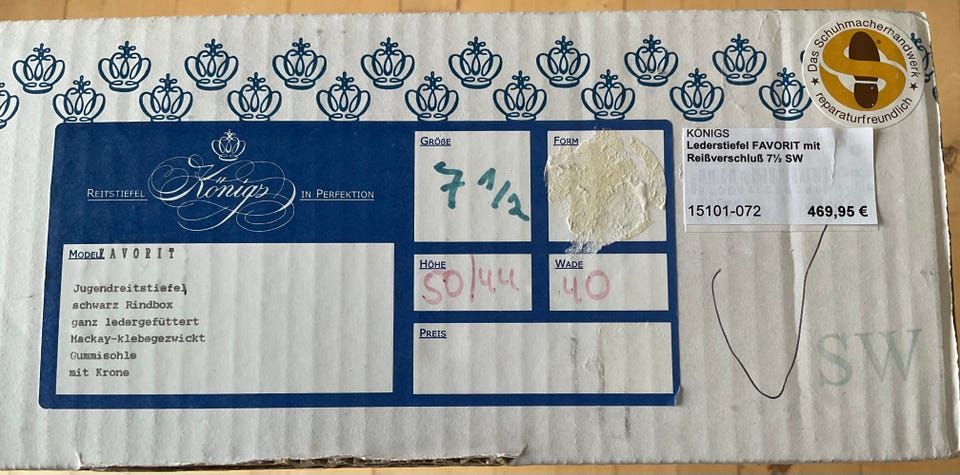 Das Schuhmacherhandwerk
reparaturfreundlich
REITSTIEFEL Königs IN PERFEKTION
GRÖßE
7 1/2
FORM
KÖNIGS
Lederstiefel FAVORIT mit
Reißverschluß 7½ SW
15101-072 469,95 €
MODELL FAVORIT
Jugendreitstiefel
schwarz Rindbox
ganz ledergefüttert
Mackay-klebegezwickt
Gummisohle
mit Krone
HÖHE
50/44
WADE
40
PREIS
SW